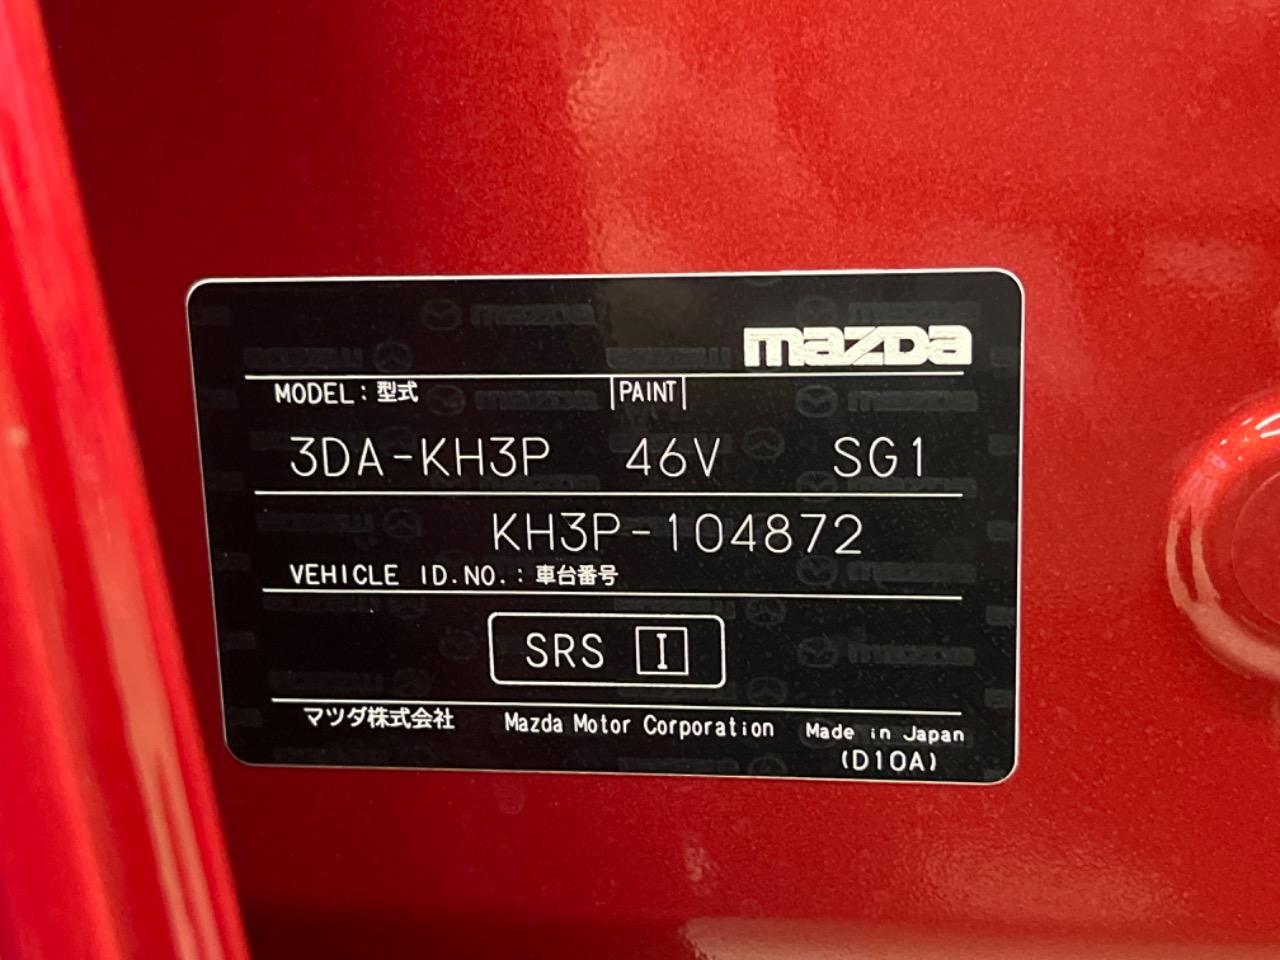 mazda
MODEL：型式 PAINT
3DA-KH3P 46V SG1
KH3P-104872
VEHICLE ID.NO.：車台番号
SRS I
マツダ株式会社 Mazda Motor Corporation Made in Japan
(D10A)